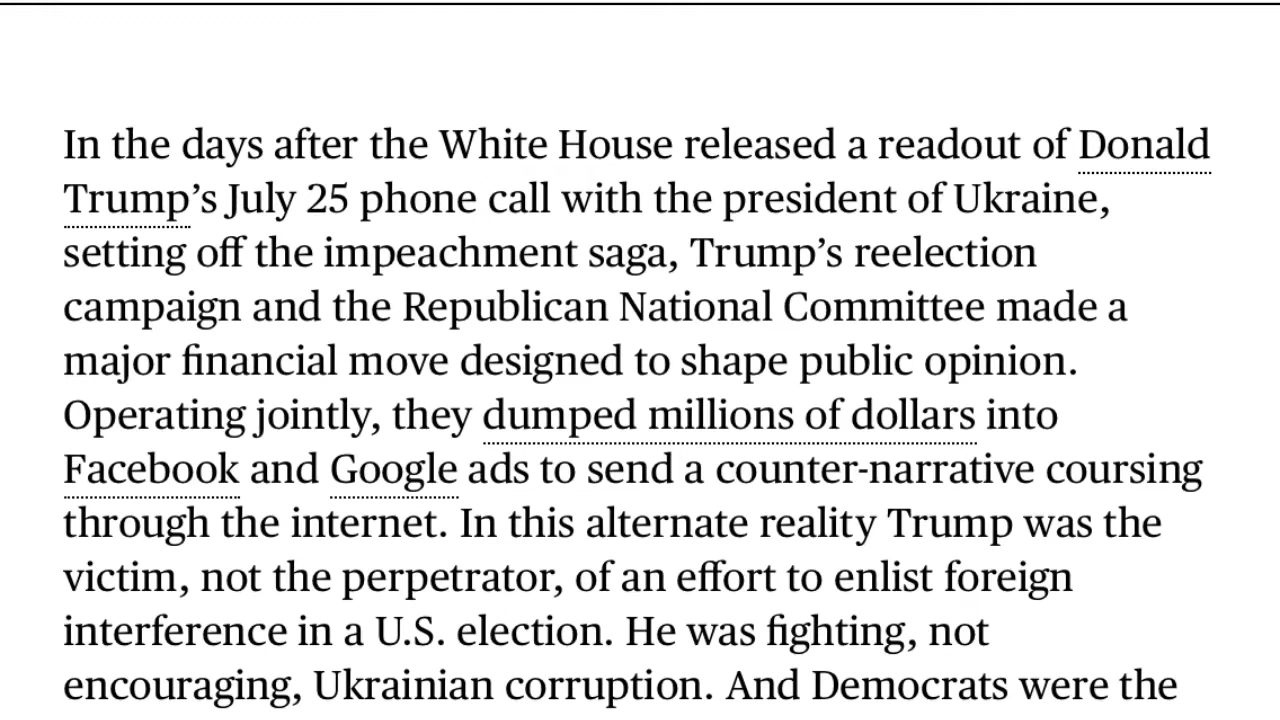 In the days after the White House released a readout of Donald
Trump’s July 25 phone call with the president of Ukraine,
setting off the impeachment saga, Trump’s reelection
campaign and the Republican National Committee made a
major financial move designed to shape public opinion.
Operating jointly, they dumped millions of dollars into
Facebook and Google ads to send a counter-narrative coursing
through the internet. In this alternate reality Trump was the
victim, not the perpetrator, of an effort to enlist foreign
interference in a U.S. election. He was fighting, not
encouraging, Ukrainian corruption. And Democrats were the